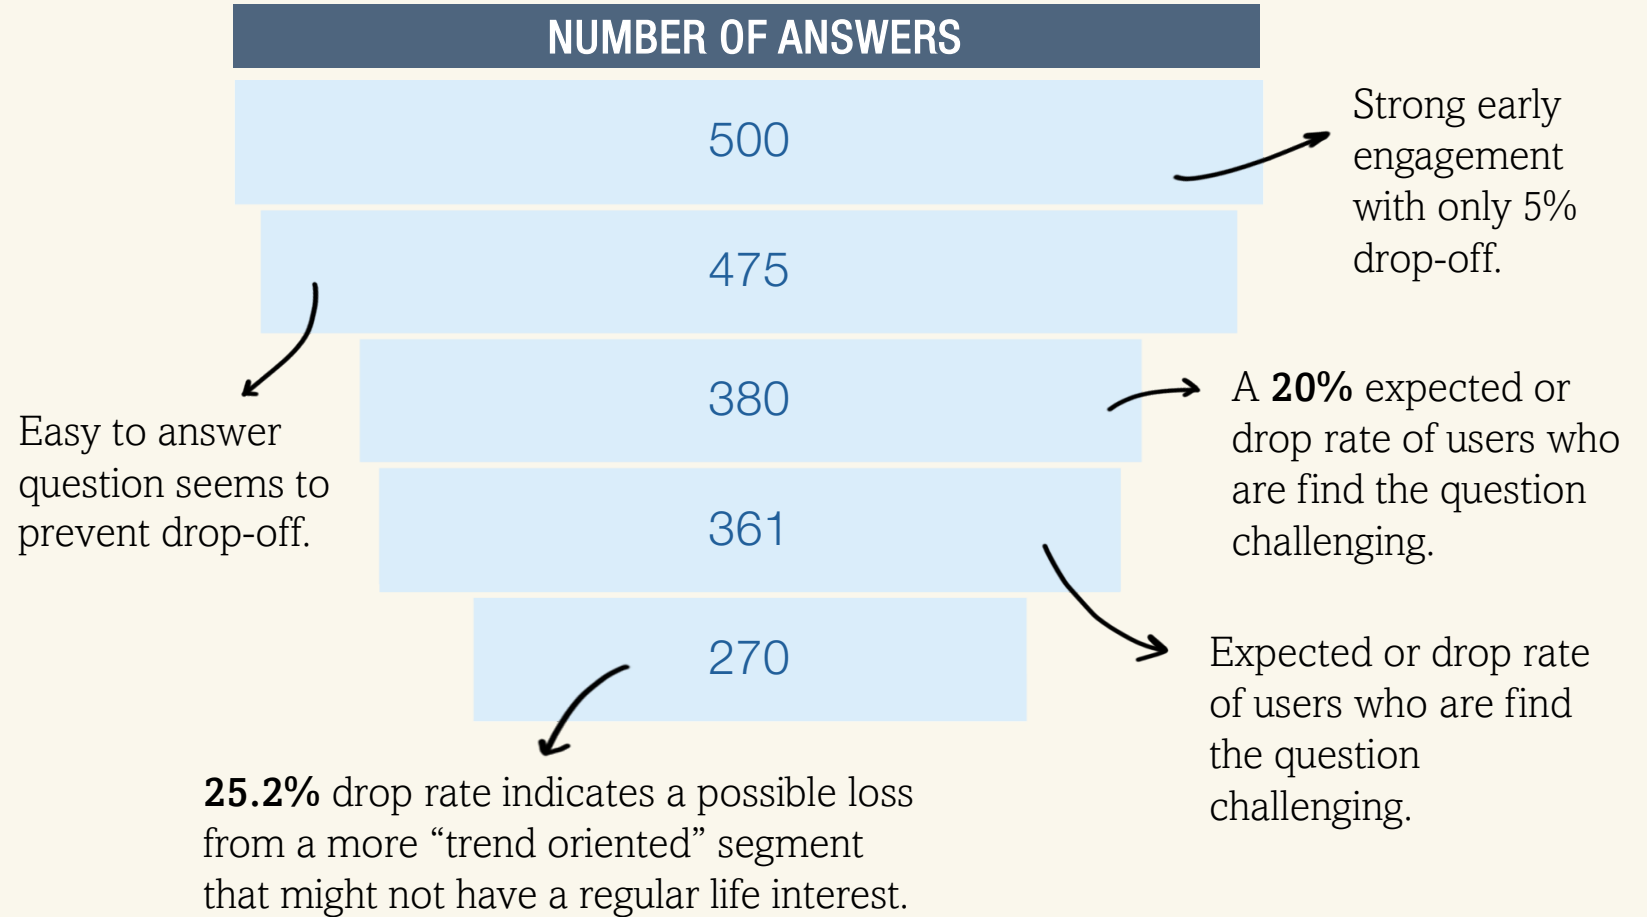 NUMBER OF ANSWERS
500
Strong early
engagement
with only 5%
drop-off.
475
Easy to answer
question seems to
prevent drop-off.
380
A 20% expected or
drop rate of users who
are find the question
challenging.
361
Expected or drop rate
of users who are find
the question
challenging.
270
25.2% drop rate indicates a possible loss
from a more “trend oriented” segment
that might not have a regular life interest.